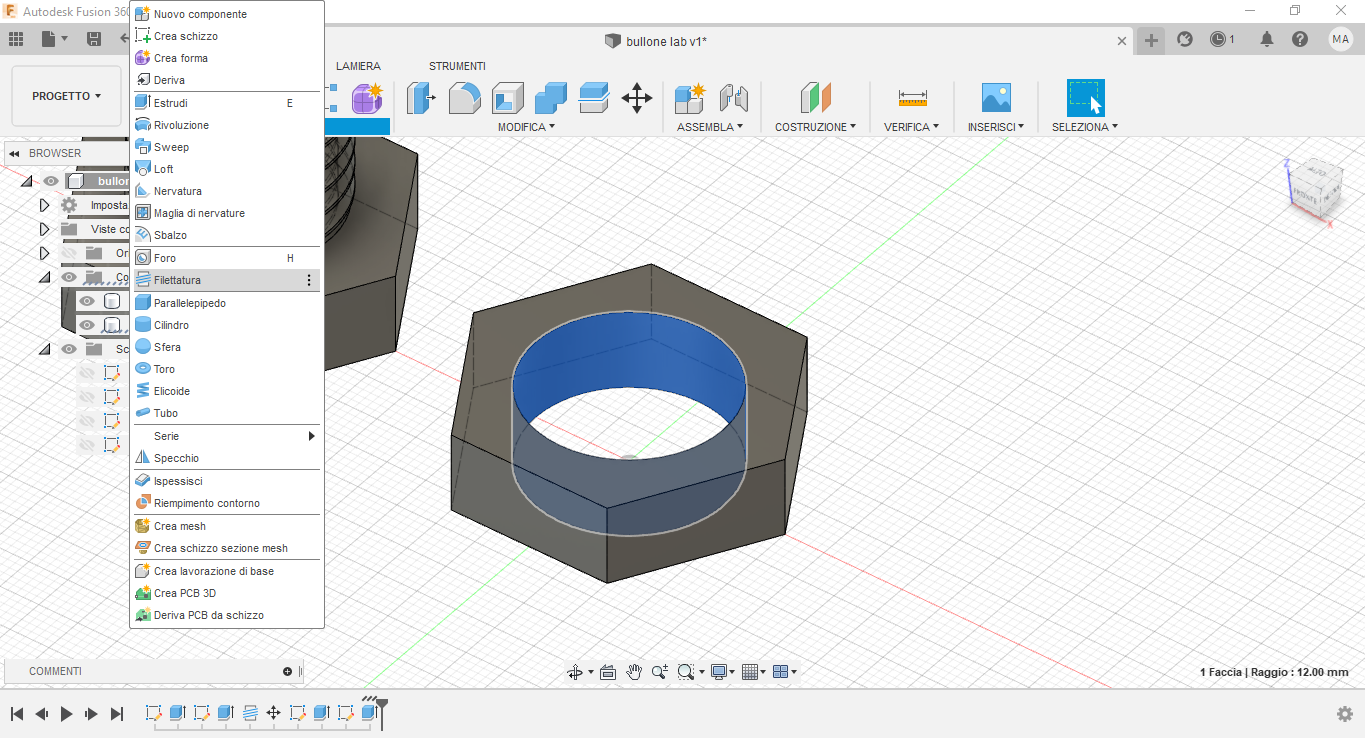 Autodesk Fusion 360
bullone lab v1*
1
MA
PROGETTO
LAMIERA
STRUMENTI
MODIFICA
ASSEMBLA
COSTRUZIONE
VERIFICA
INSERISCI
SELEZIONA
Nuovo componente
Crea schizzo
Crea forma
Deriva
Estrudi E
Rivoluzione
Sweep
Loft
Nervatura
Maglia di nervature
Sbalzo
Foro H
Filettatura
Parallelepipedo
Cilindro
Sfera
Toro
Elicoide
Tubo
Serie
Specchio
Ispessisci
Riempimento contorno
Crea mesh
Crea schizzo sezione mesh
Crea lavorazione di base
Crea PCB 3D
Deriva PCB da schizzo
BROWSER
bullon
Imposta
Viste co
Or
Co
Sc
Z
FRONTE
X
COMMENTI
1 Faccia | Raggio : 12.00 mm